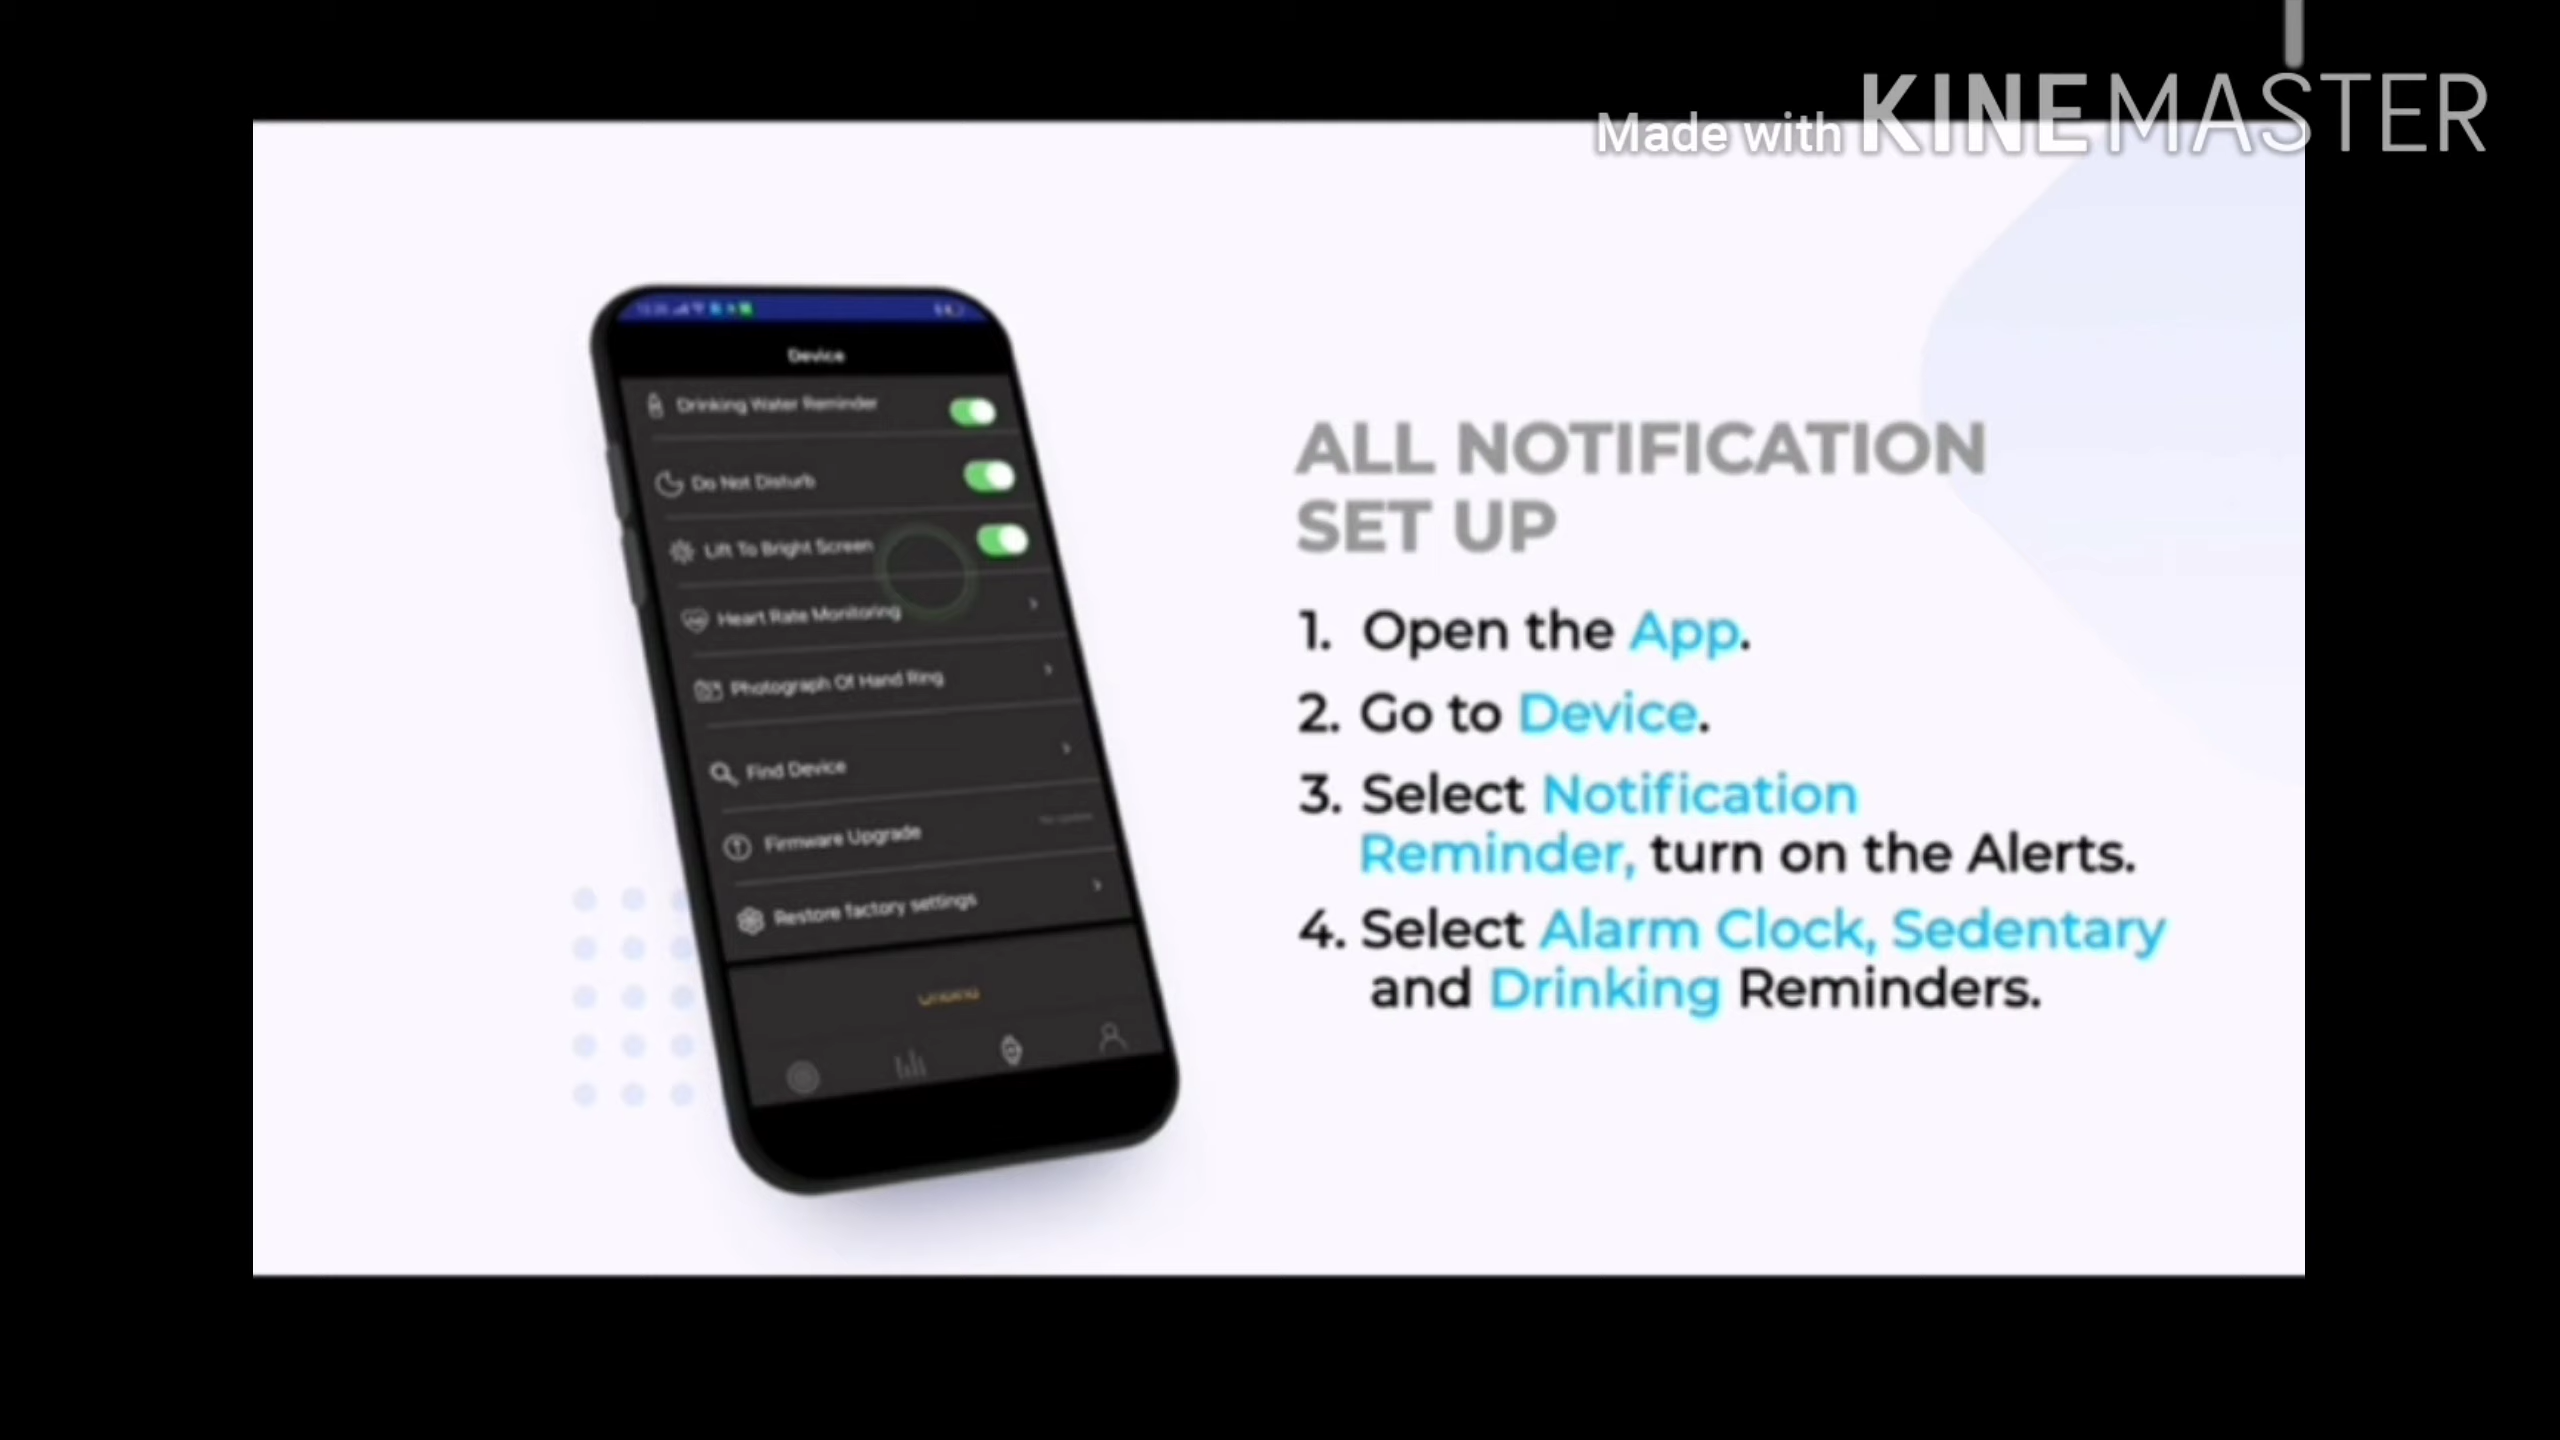 Made with KINEMASTER
Device
Drinking Water Reminder
Do Not Disturb
Lift To Bright Screen
Heart Rate Monitoring
Photograph Of Hand Ring
Find Device
Firmware Upgrade
Restore factory settings
ALL NOTIFICATION
SET UP
1. Open the App.
2. Go to Device.
3. Select Notification
Reminder, turn on the Alerts.
4. Select Alarm Clock, Sedentary
and Drinking Reminders.